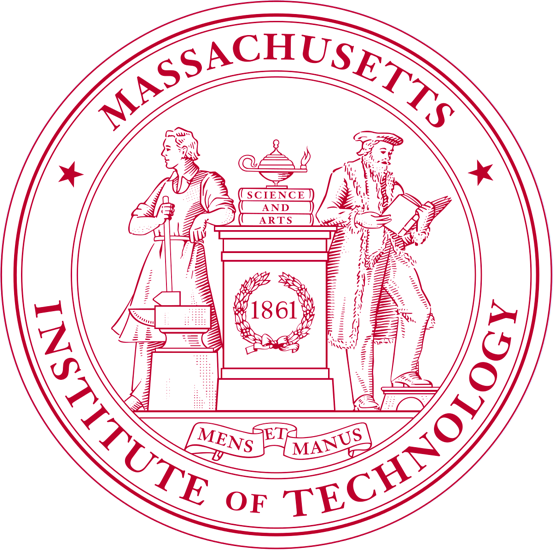 MASSACHUSETTS
INSTITUTE OF TECHNOLOGY
SCIENCE
AND
ARTS
1861
MENS ET MANUS